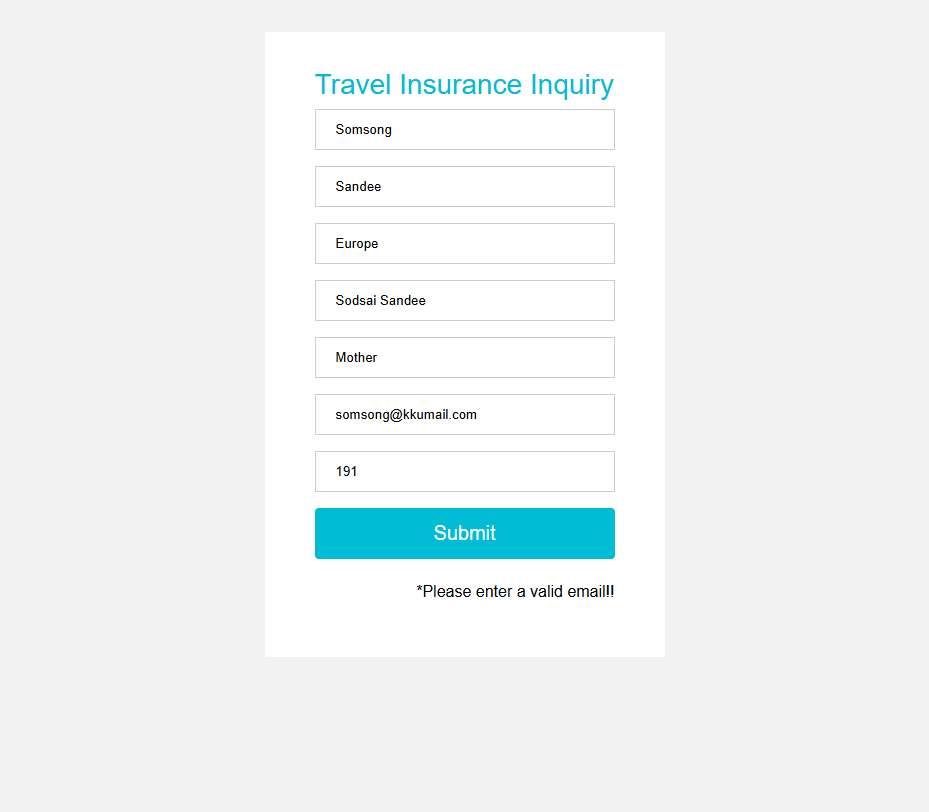 Travel Insurance Inquiry
Somsong
Sandee
Europe
Sodsai Sandee
Mother
somsong@kkumail.com
191
Submit
*Please enter a valid email!!